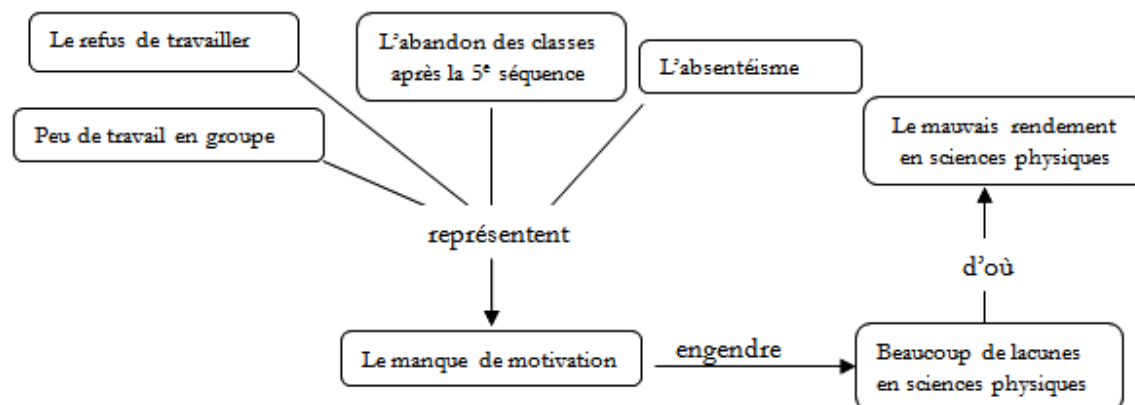 Le refus de travailler
L'abandon des classes
après la 5e séquence
L'absentéisme
Peu de travail en groupe
Le mauvais rendement
en sciences physiques
représentent
d'où
Le manque de motivation
engendre
Beaucoup de lacunes
en sciences physiques